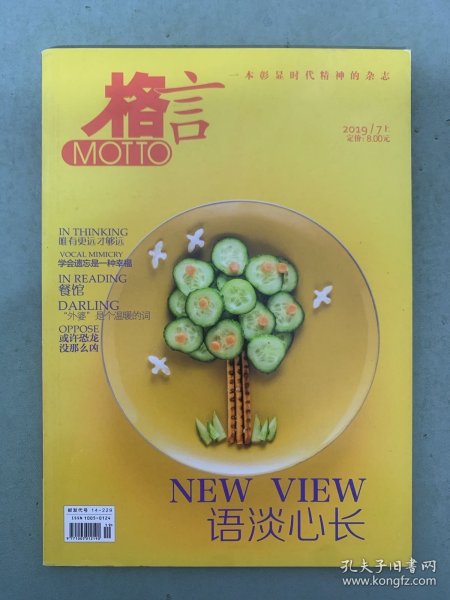 一本彰显时代精神的杂志
格言
MOTTO
2019/7上
定价:8.00元
IN THINKING
唯有更远才够远
VOCAL MIMICRY
学会遗忘是一种幸福
IN READING
餐馆
DARLING
“外婆”是个温暖的词
OPPOSE
或许恐龙
没那么凶
NEW VIEW
语淡心长
邮发代号 14-229
ISSN 1003-0124
孔夫子旧书网
www.kongfz.com